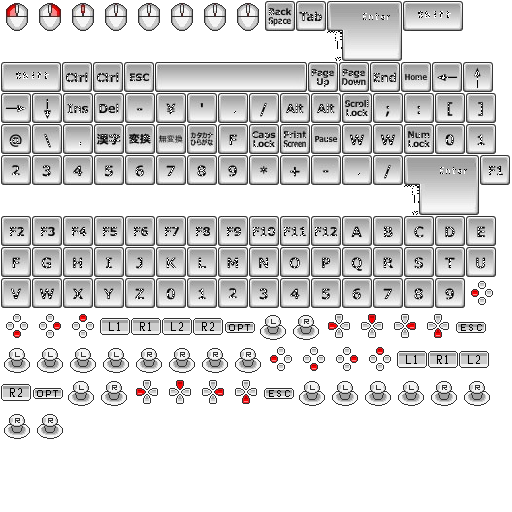 Back Space Tab Enter Shift
Shift Ctrl Ctrl ESC Page Up Page Down End Home ← ↑
→ ↓ Ins Del - ¥ ' . / Alt Alt Scroll Lock ; : [ ]
@ \ . 漢字 変換 無変換 カタカナ ひらがな F Caps Lock Print Screen Pause W W Num Lock 0 1
2 3 4 5 6 7 8 9 * + - . / Enter F1
F2 F3 F4 F5 F6 F7 F8 F9 F10 F11 F12 A B C D E
F G H I J K L M N O P Q R S T U
V W X Y Z 0 1 2 3 4 5 6 7 8 9
L1 R1 L2 R2 OPT L R ESC
L R L L R R R R L1 R1 L2
R2 OPT L R ESC L L L L R R
R R